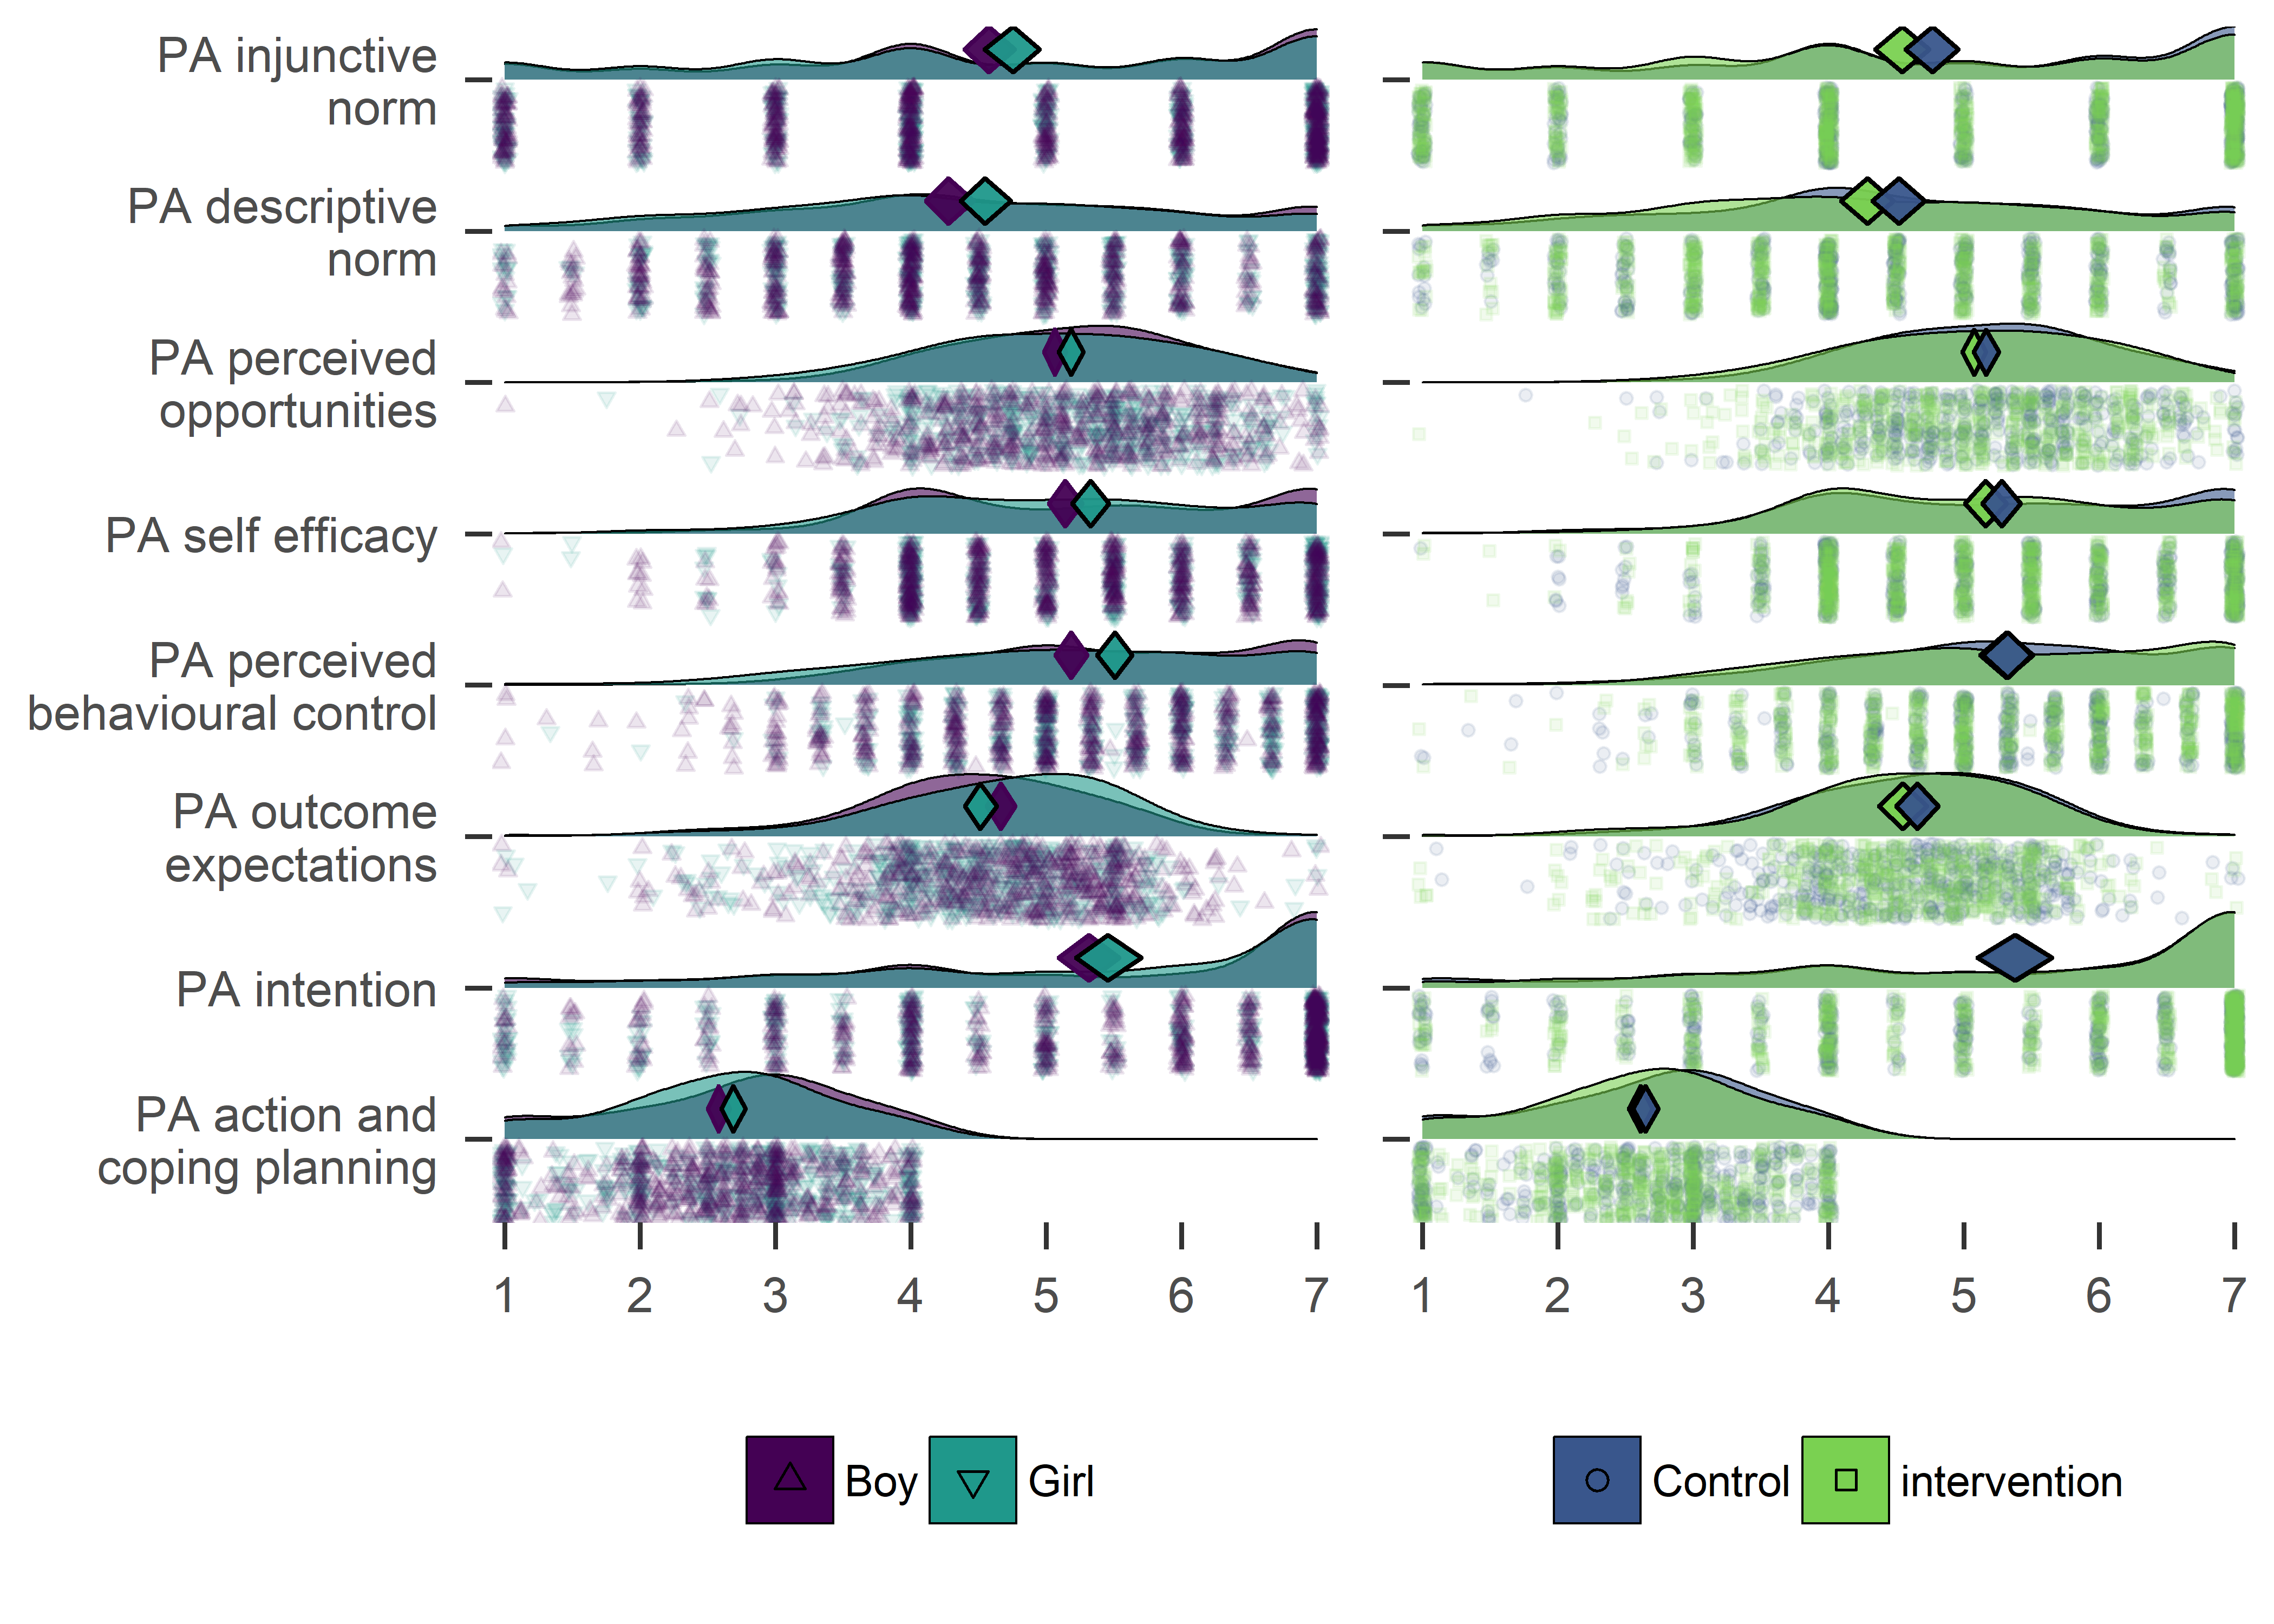 PA injunctive
norm
PA descriptive
norm
PA perceived
opportunities
PA self efficacy
PA perceived
behavioural control
PA outcome
expectations
PA intention
PA action and
coping planning
1 2 3 4 5 6 7
1 2 3 4 5 6 7
Boy Girl
Control intervention